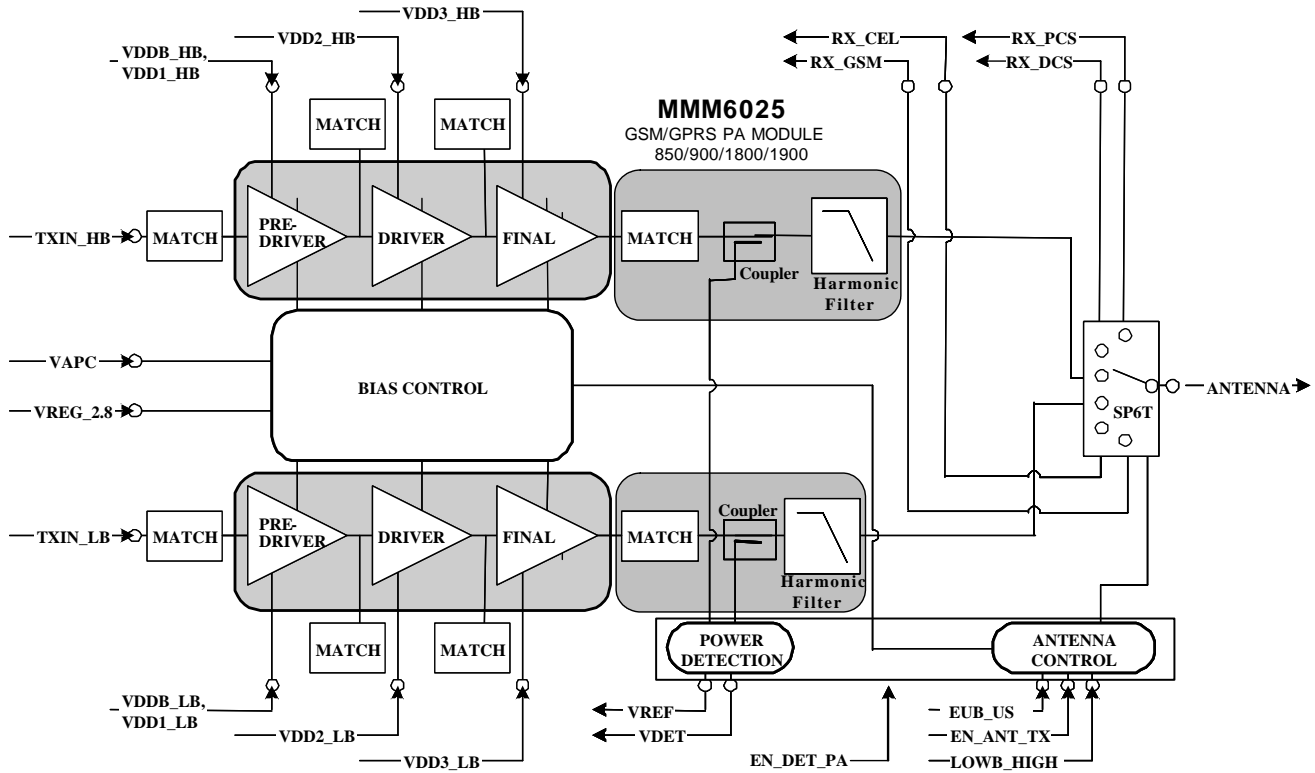 VDD3_HB
VDD2_HB
VDDB_HB,
VDD1_HB
RX_CEL
RX_GSM
RX_PCS
RX_DCS
MATCH
MATCH
MMM6025
GSM/GPRS PA MODULE
850/900/1800/1900
TXIN_HB
MATCH
PRE-
DRIVER
DRIVER
FINAL
MATCH
Coupler
Harmonic
Filter
VAPC
VREG_2.8
BIAS CONTROL
SP6T
ANTENNA
TXIN_LB
MATCH
PRE-
DRIVER
DRIVER
FINAL
MATCH
Coupler
Harmonic
Filter
MATCH
MATCH
POWER
DETECTION
ANTENNA
CONTROL
VDDB_LB,
VDD1_LB
VDD2_LB
VDD3_LB
VREF
VDET
EN_DET_PA
EUB_US
EN_ANT_TX
LOWB_HIGH